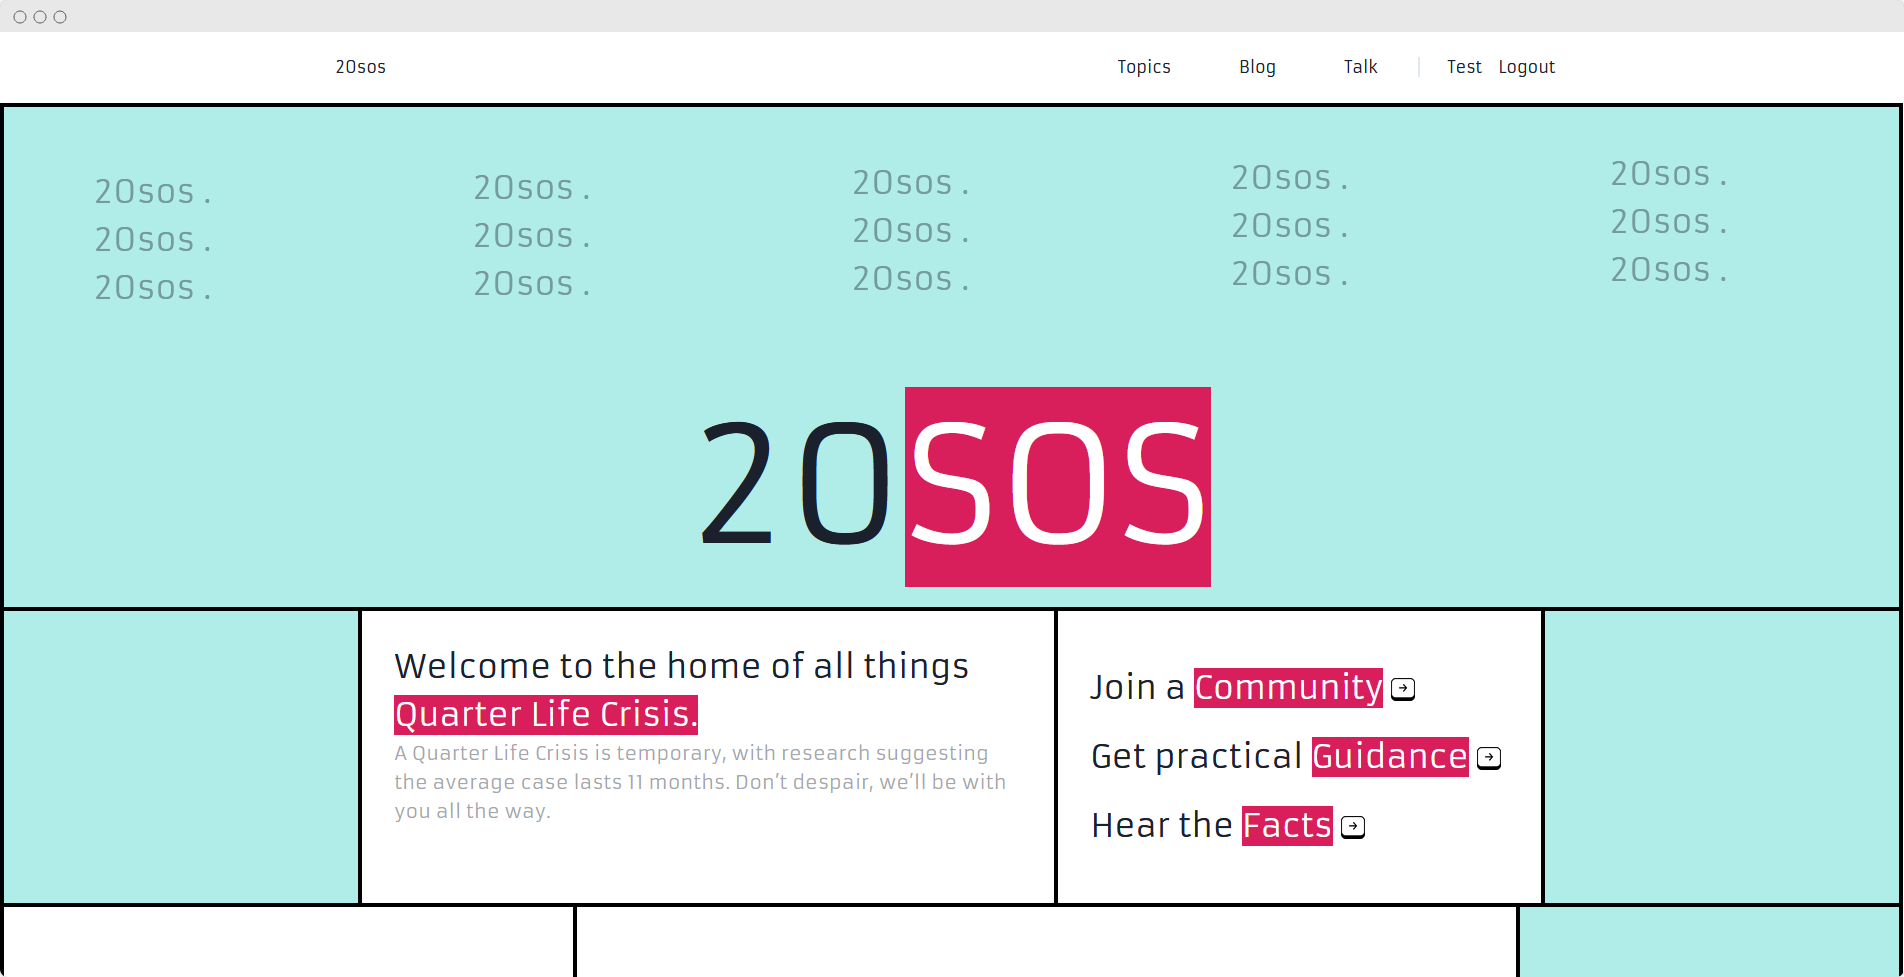 20sos
Topics Blog Talk Test Logout
20sos . 20sos . 20sos . 20sos . 20sos .
20sos . 20sos . 20sos . 20sos . 20sos .
20sos . 20sos . 20sos . 20sos . 20sos .
20SOS
Welcome to the home of all things
Quarter Life Crisis.
A Quarter Life Crisis is temporary, with research suggesting
the average case lasts 11 months. Don’t despair, we’ll be with
you all the way.
Join a Community
Get practical Guidance
Hear the Facts